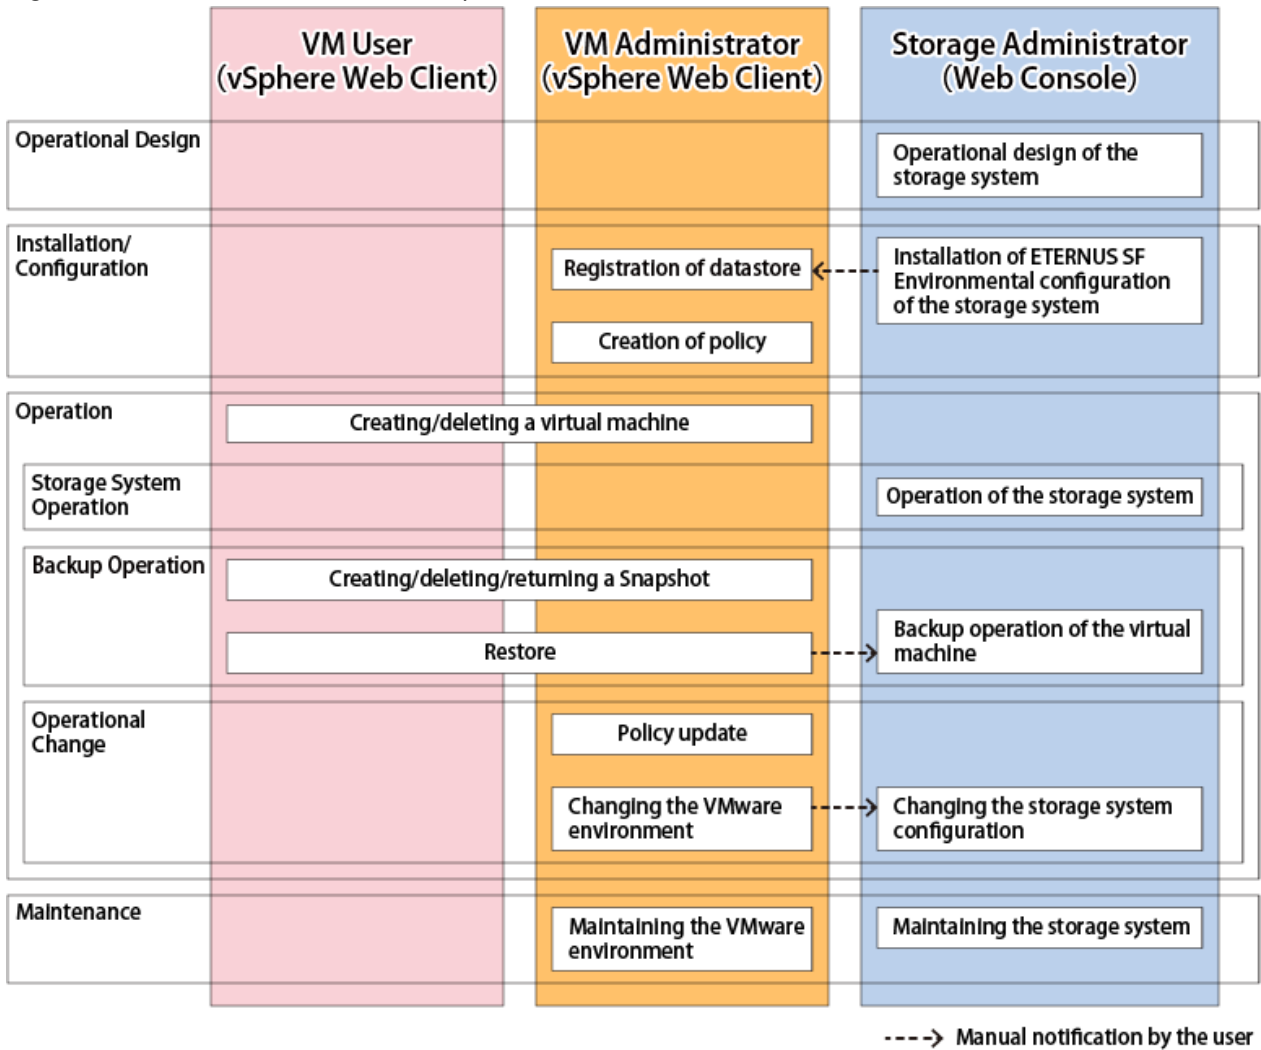 VM User
(vSphere Web Client)
VM Administrator
(vSphere Web Client)
Storage Administrator
(Web Console)
Operational Design
Operational design of the
storage system
Installation/
Configuration
Registration of datastore
Installation of ETERNUS SF
Environmental configuration
of the storage system
Creation of policy
Operation
Creating/deleting a virtual machine
Storage System
Operation
Operation of the storage system
Backup Operation
Creating/deleting/returning a Snapshot
Restore
Backup operation of the virtual
machine
Operational
Change
Policy update
Changing the VMware
environment
Changing the storage system
configuration
Maintenance
Maintaining the VMware
environment
Maintaining the storage system
Manual notification by the user